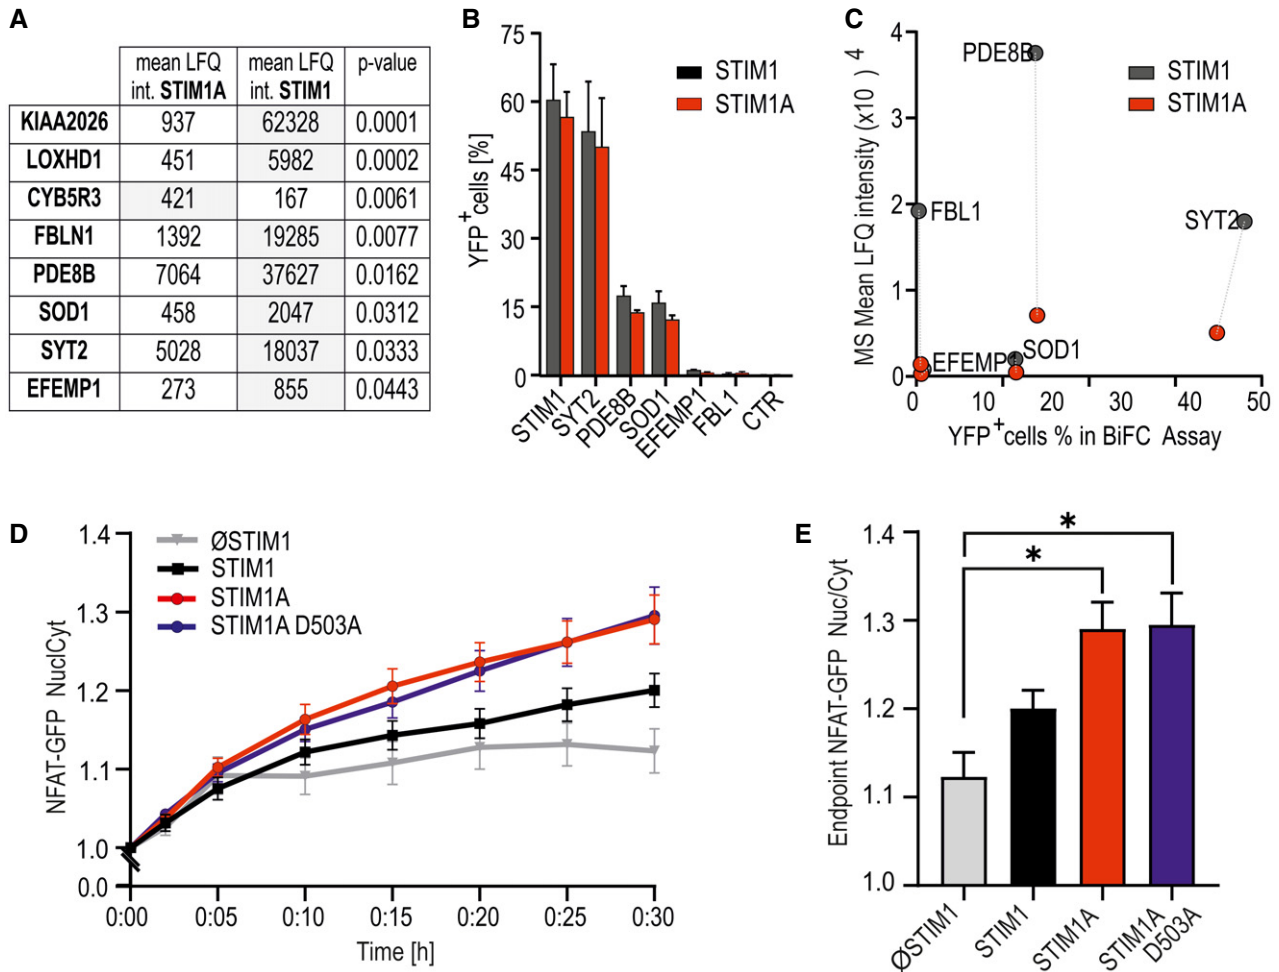 A
mean LFQ int. STIM1A mean LFQ int. STIM1 p-value
KIAA2026 937 62328 0.0001
LOXHD1 451 5982 0.0002
CYB5R3 421 167 0.0061
FBLN1 1392 19285 0.0077
PDE8B 7064 37627 0.0162
SOD1 458 2047 0.0312
SYT2 5028 18037 0.0333
EFEMP1 273 855 0.0443
B
YFP+cells [%]
75
60
45
30
15
0
STIM1
STIM1A
STIM1 SYT2 PDE8B SOD1 EFEMP1 FBL1 CTR
C
MS Mean LFQ intensity (x10 ) 4
4
3
2
1
0
PDE8B
STIM1
STIM1A
FBL1
SYT2
EFEMP1
SOD1
0 10 20 30 40 50
YFP+cells % in BiFC Assay
D
NFAT-GFP NuclCyt
1.4
1.3
1.2
1.1
1.0
0.0
ØSTIM1
STIM1
STIM1A
STIM1A D503A
0:00 0:05 0:10 0:15 0:20 0:25 0:30
Time [h]
E
Endpoint NFAT-GFP Nuc/Cyt
1.4
1.3
1.2
1.1
1.0
*
*
ØSTIM1 STIM1 STIM1A STIM1A D503A